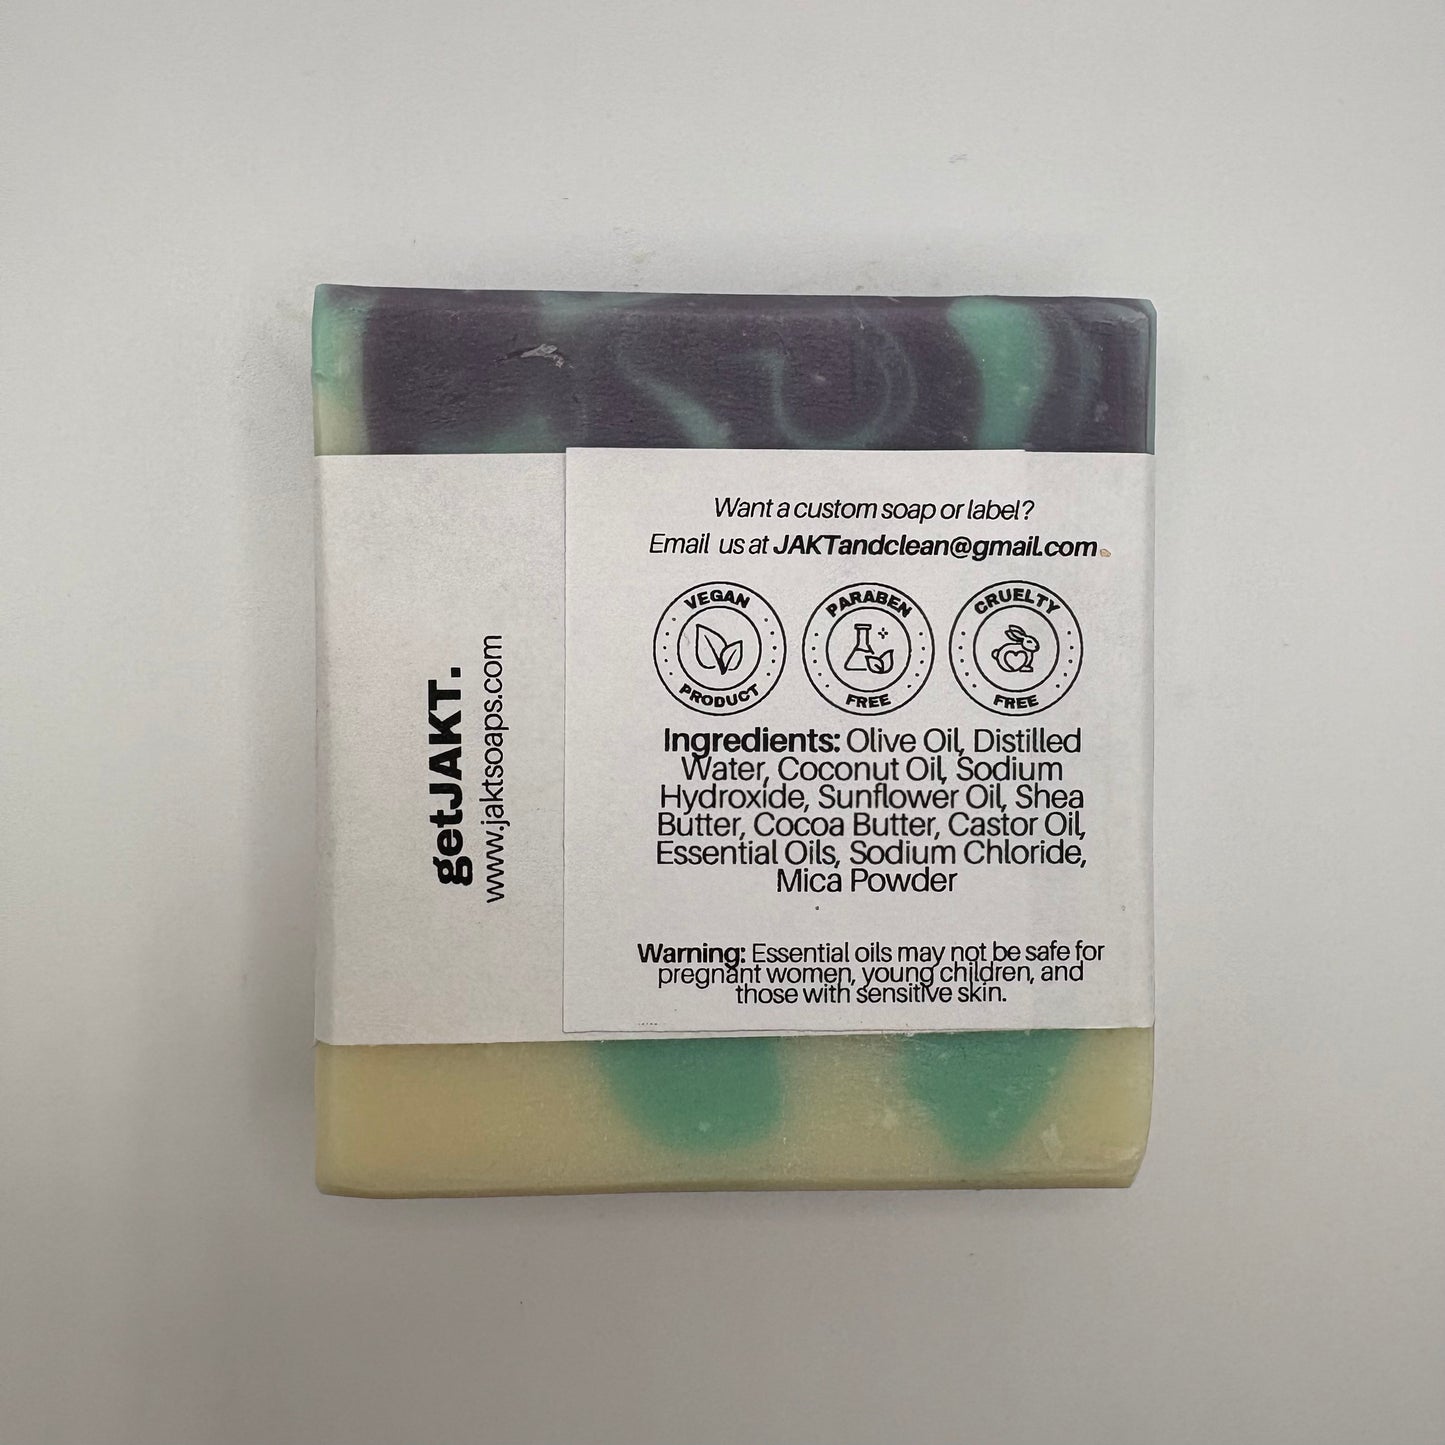 getJAKT.
www.jaktsoaps.com
Want a custom soap or label?
Email us at JAKTandclean@gmail.com
VEGAN
PRODUCT
PARABEN
FREE
CRUELTY
FREE
Ingredients: Olive Oil, Distilled
Water, Coconut Oil, Sodium
Hydroxide, Sunflower Oil, Shea
Butter, Cocoa Butter, Castor Oil,
Essential Oils, Sodium Chloride,
Mica Powder
Warning: Essential oils may not be safe for
pregnant women, young children, and
those with sensitive skin.